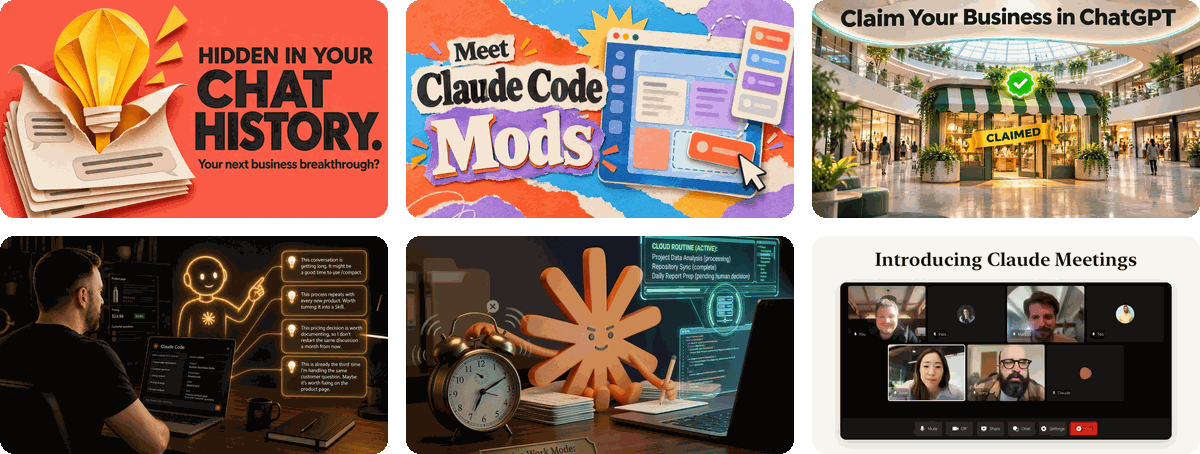 HIDDEN IN YOUR
CHAT
HISTORY.
Your next business breakthrough?
Meet
Claude Code
Mods
Claim Your Business in ChatGPT
CLAIMED
This conversation is
getting long. It might be
a good time to use /compact.
This process repeats with
every new product. Worth
turning it into a Skill.
This pricing decision is worth
documenting, so I don't
restart the same discussion
a month from now.
This is already the third time
I'm handling the
same customer question. Maybe
it's worth fixing on the
product page.
Claude Code
CLOUD ROUTINE (ACTIVE):
Project Data Analysis (processing)
Repository Sync (complete)
Daily Report Prep (pending human decision)
Work Mode:
Introducing Claude Meetings
You
Claude
Mute
Off
Share
Chat
Settings